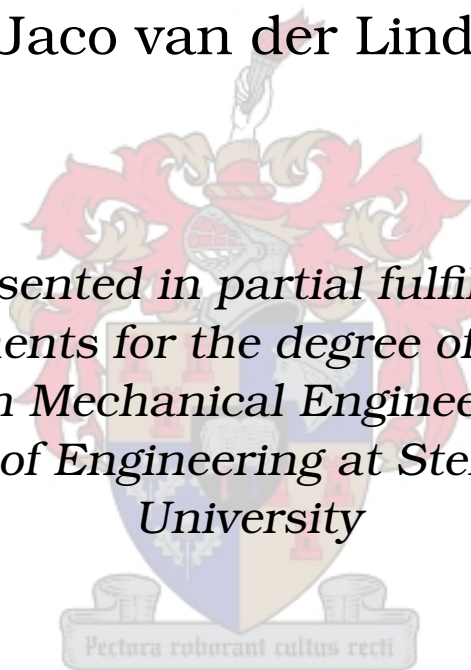 Jaco van der Lind
sented in partial fulfil
ents for the degree of
n Mechanical Enginee
of Engineering at Ste
University
Pectora roborant cultus recti